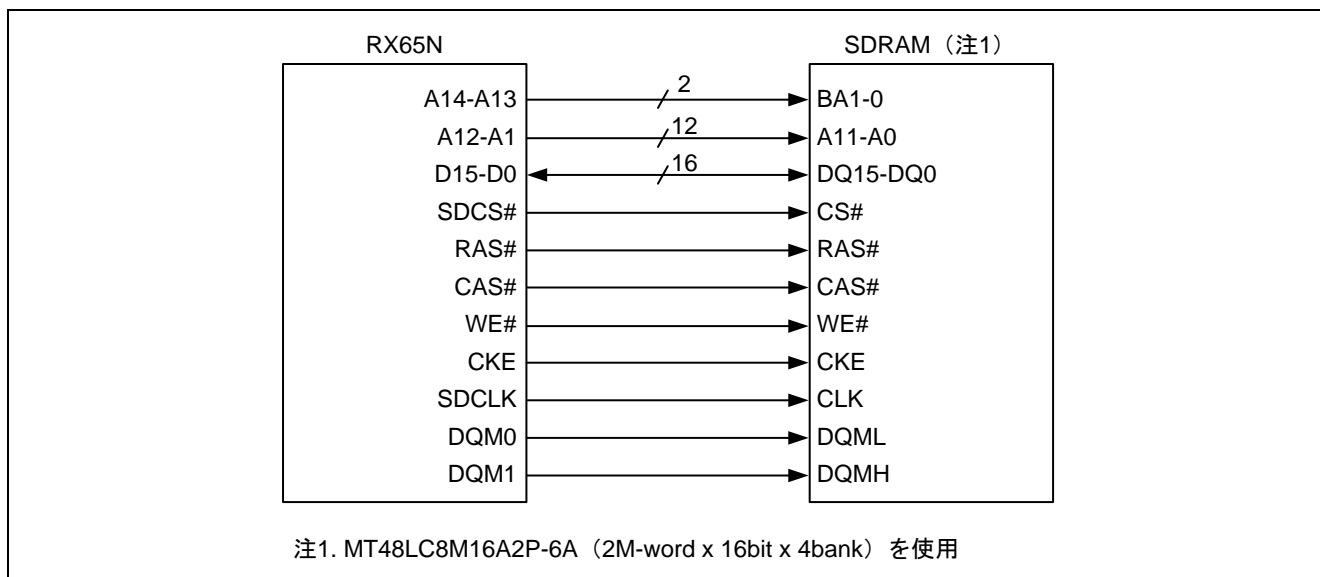 RX65N SDRAM（注1）
A14-A13 2 BA1-0
A12-A1 12 A11-A0
D15-D0 16 DQ15-DQ0
SDCS# CS#
RAS# RAS#
CAS# CAS#
WE# WE#
CKE CKE
SDCLK CLK
DQM0 DQML
DQM1 DQMH
注1. MT48LC8M16A2P-6A（2M-word x 16bit x 4bank）を使用